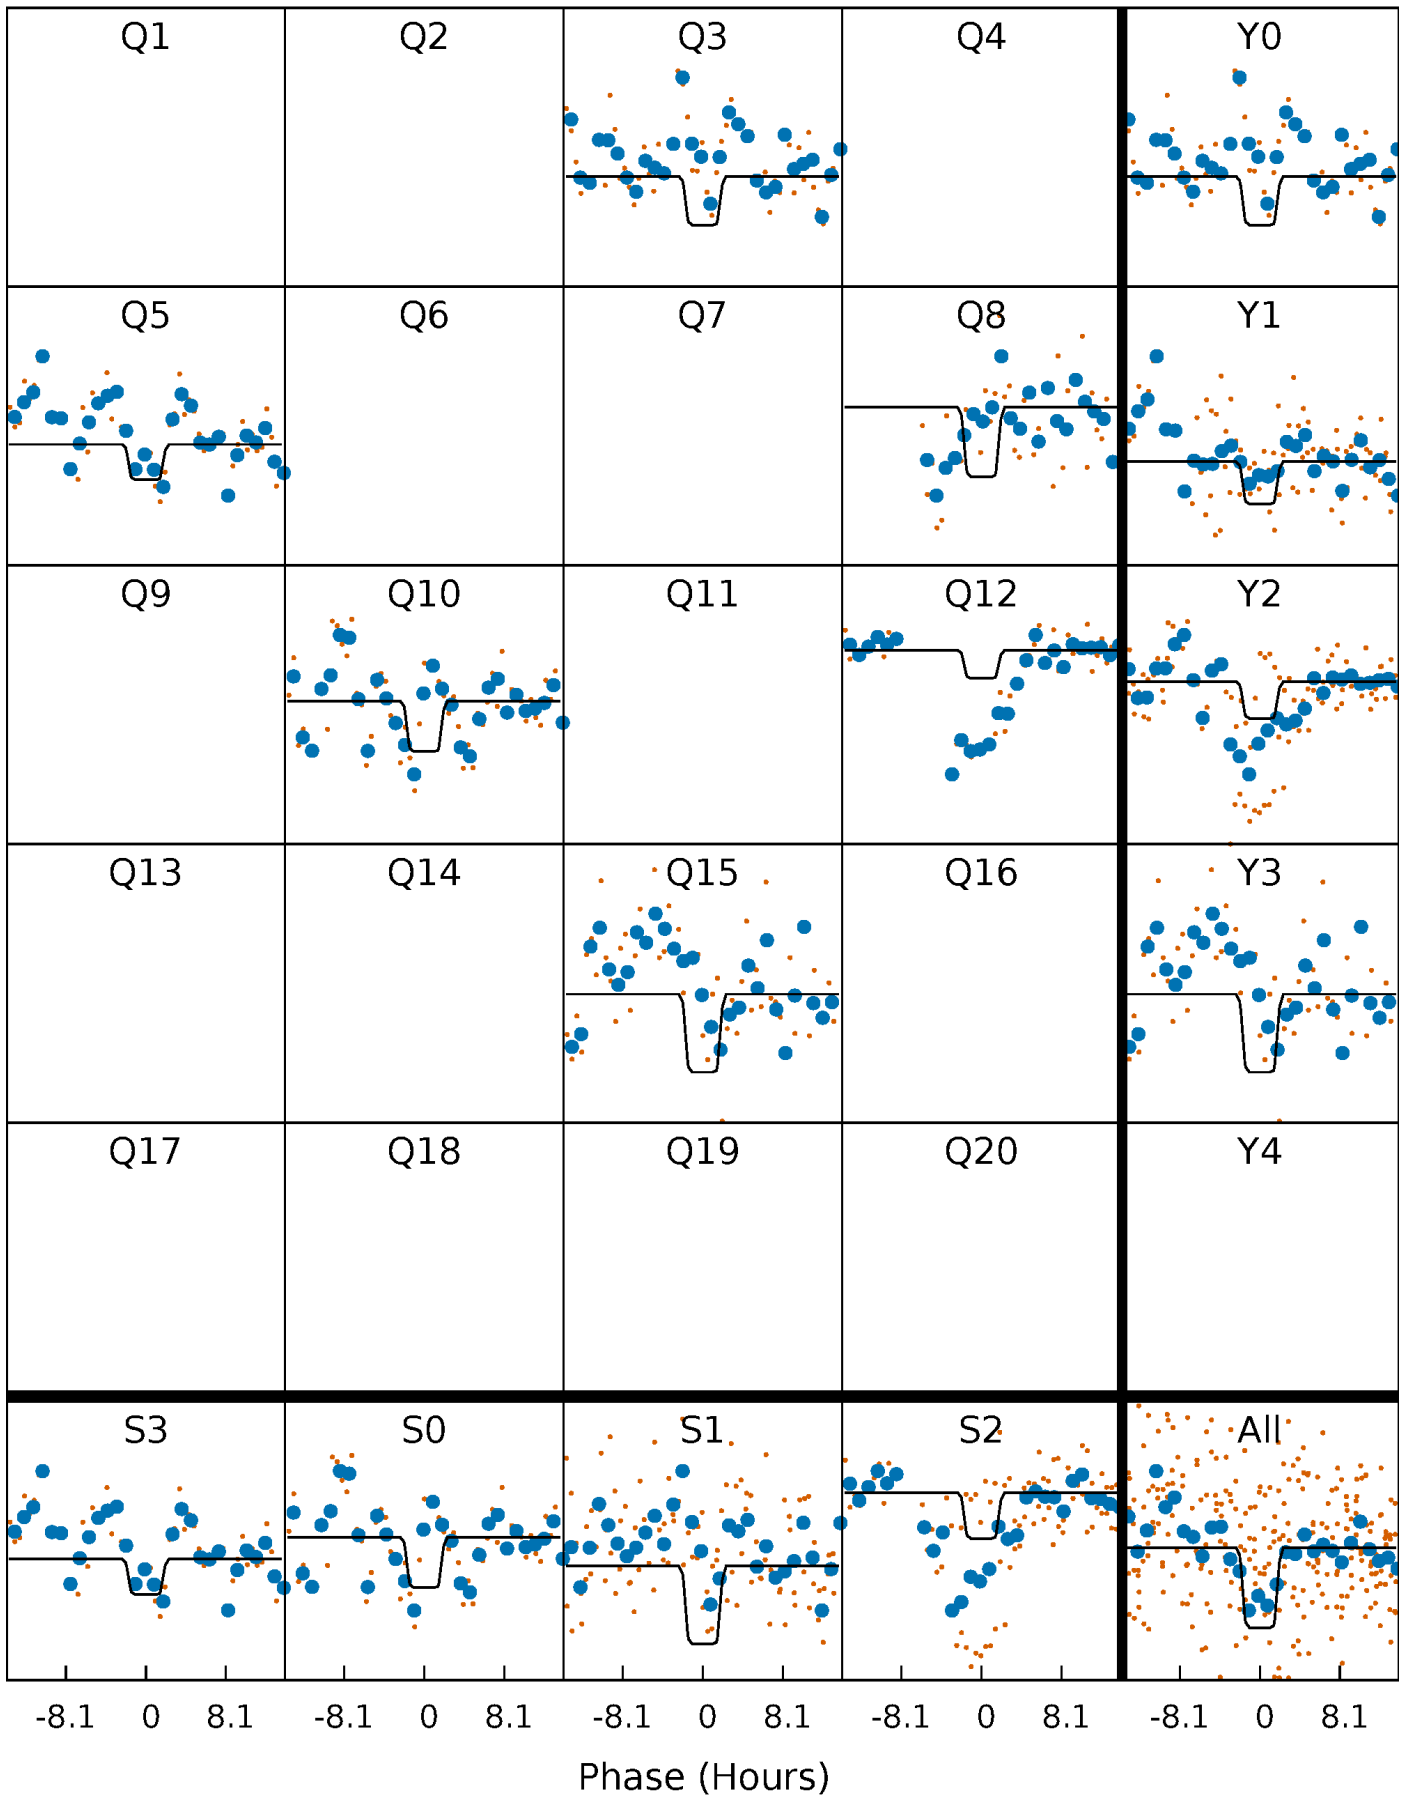 Q1 Q2 Q3 Q4 Y0
Q5 Q6 Q7 Q8 Y1
Q9 Q10 Q11 Q12 Y2
Q13 Q14 Q15 Q16 Y3
Q17 Q18 Q19 Q20 Y4
S3 S0 S1 S2 All
-8.1 0 8.1 -8.1 0 8.1 -8.1 0 8.1 -8.1 0 8.1 -8.1 0 8.1
Phase (Hours)